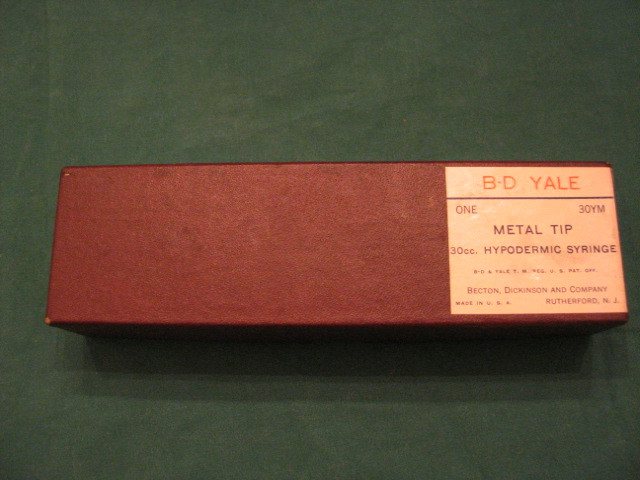 B-D YALE
ONE 30YM
METAL TIP
30cc. HYPODERMIC SYRINGE
B-D & YALE T. M. REG. U. S. PAT. OFF.
BECTON, DICKINSON AND COMPANY
MADE IN U. S. A. RUTHERFORD, N. J.